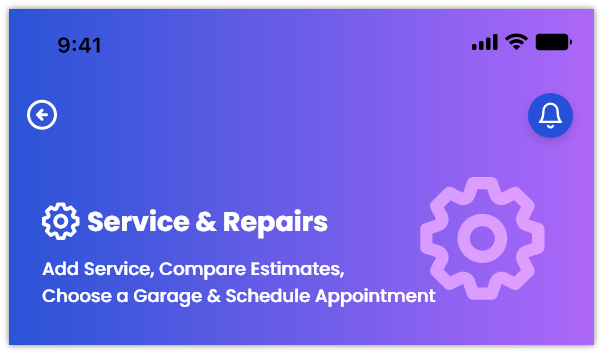 9:41
Service & Repairs
Add Service, Compare Estimates,
Choose a Garage & Schedule Appointment